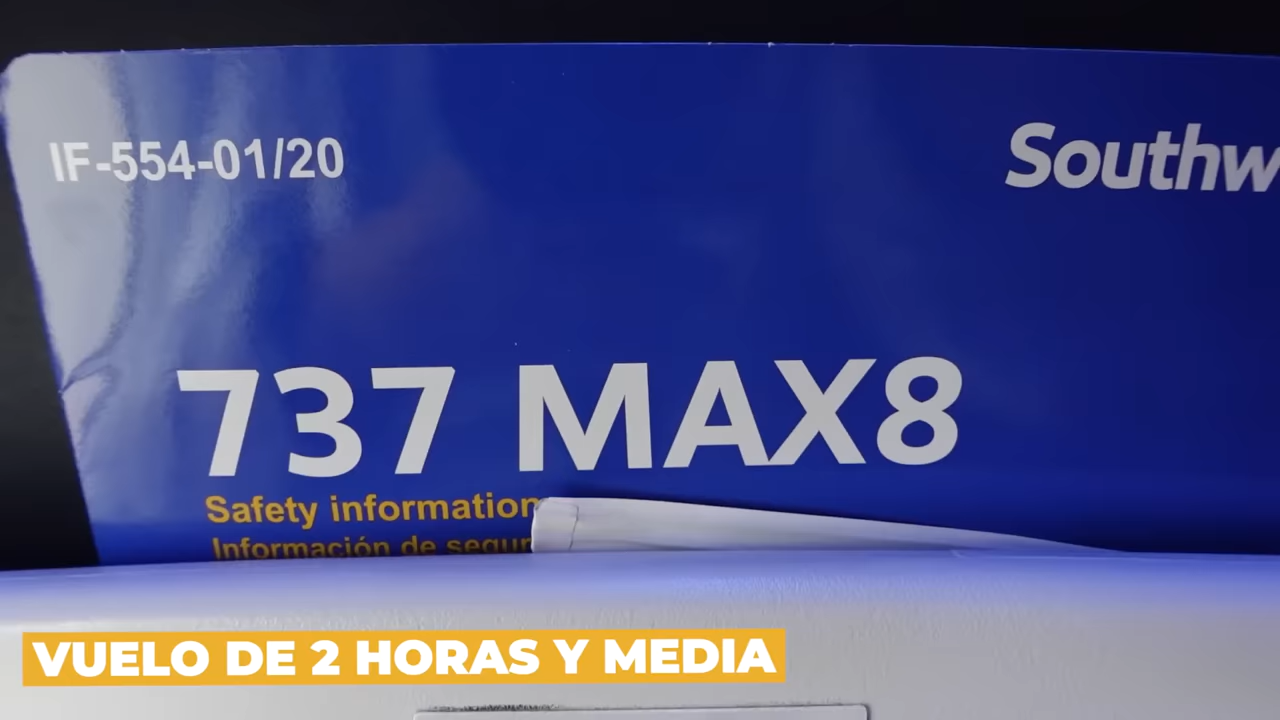 IF-554-01/20
Southw
737 MAX8
Safety information
Información de segur
VUELO DE 2 HORAS Y MEDIA